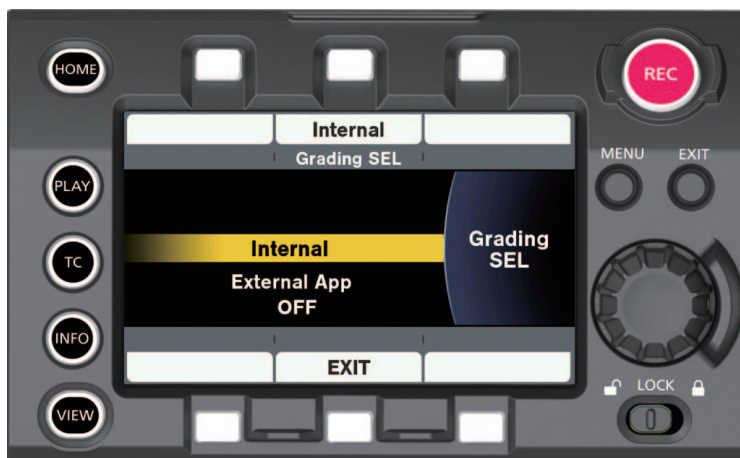 HOME
REC
Internal
Grading SEL
MENU EXIT
PLAY
Internal
Grading
SEL
TC
External App
OFF
INFO
EXIT
LOCK
VIEW